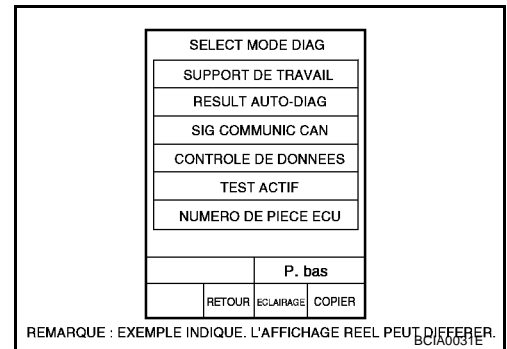 SELECT MODE DIAG
SUPPORT DE TRAVAIL
RESULT AUTO-DIAG
SIG COMMUNIC CAN
CONTROLE DE DONNEES
TEST ACTIF
NUMERO DE PIECE ECU
P. bas
RETOUR ECLAIRAGE COPIER
REMARQUE : EXEMPLE INDIQUE. L'AFFICHAGE REEL PEUT DIFFERER.
BCIA0031E